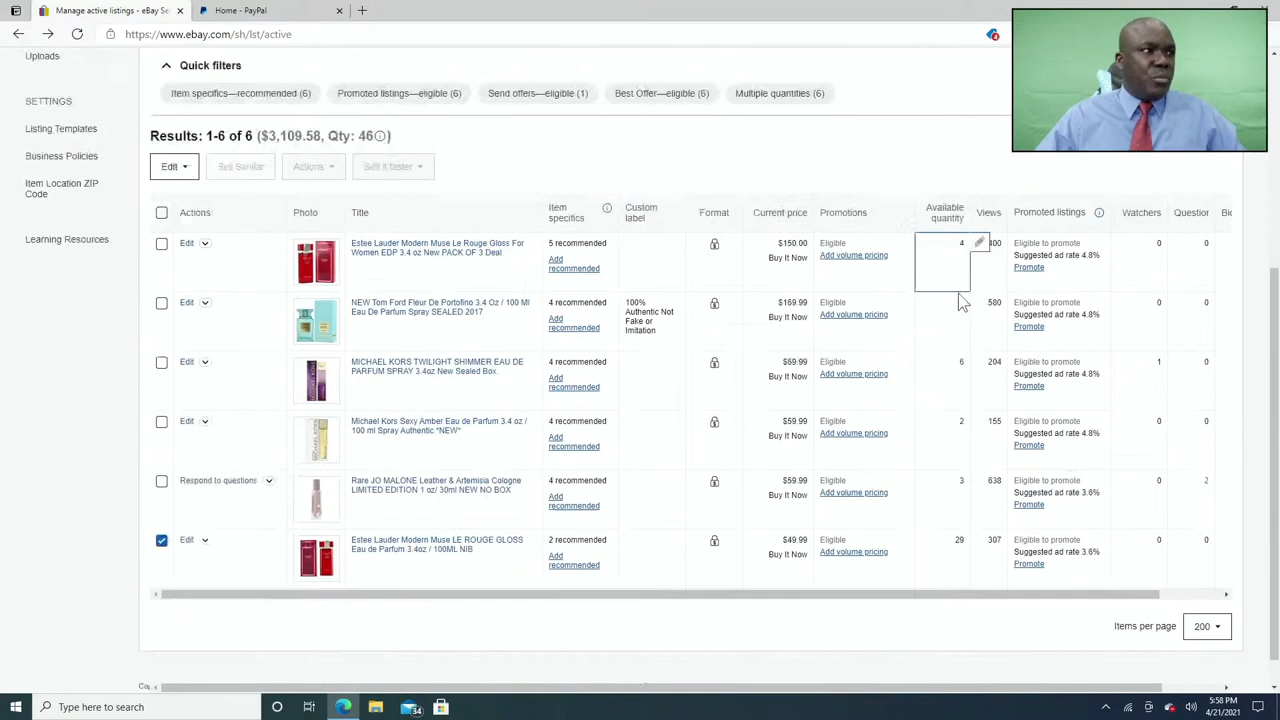 Manage active listings - eBay Se
Home - PayPal
https://www.ebay.com/sh/lst/active
4
Uploads
SETTINGS
Listing Templates
Business Policies
Item Location ZIP
Code
Learning Resources
Quick filters
Item specifics—recommended (6)
Promoted listings—eligible (6)
Send offers—eligible (1)
Best Offer—eligible (6)
Multiple quantities (6)
Results: 1-6 of 6 ($3,109.58, Qty: 46)
Edit
Sell Similar
Actions
Sell it faster
Actions
Photo
Title
Item
specifics
Custom
label
Format
Current price
Promotions
Available
quantity
Views
Promoted listings
Watchers
Question
Bid
Edit
Estee Lauder Modern Muse Le Rouge Gloss For
Women EDP 3.4 oz New PACK OF 3 Deal
5 recommended
Add
recommended
$150.00
Buy It Now
Eligible
Add volume pricing
4
400
Eligible to promote
Suggested ad rate 4.8%
Promote
0
0
Edit
NEW Tom Ford Fleur De Portofino 3.4 Oz / 100 Ml
Eau De Parfum Spray SEALED 2017
4 recommended
Add
recommended
100%
Authentic Not
Fake or
Imitation
$169.99
Buy It Now
Eligible
Add volume pricing
580
Eligible to promote
Suggested ad rate 4.8%
Promote
0
0
Edit
MICHAEL KORS TWILIGHT SHIMMER EAU DE
PARFUM SPRAY 3.4oz New Sealed Box.
4 recommended
Add
recommended
$69.99
Buy It Now
Eligible
Add volume pricing
6
204
Eligible to promote
Suggested ad rate 4.8%
Promote
1
0
Edit
Michael Kors Sexy Amber Eau de Parfum 3.4 oz /
100 ml Spray Authentic *NEW*
4 recommended
Add
recommended
$59.99
Buy It Now
Eligible
Add volume pricing
2
155
Eligible to promote
Suggested ad rate 4.8%
Promote
0
0
Respond to questions
Rare JO MALONE Leather & Artemisia Cologne
LIMITED EDITION 1 oz/ 30ml NEW NO BOX
4 recommended
Add
recommended
$59.99
Buy It Now
Eligible
Add volume pricing
3
638
Eligible to promote
Suggested ad rate 3.6%
Promote
0
2
Edit
Estee Lauder Modern Muse LE ROUGE GLOSS
Eau de Parfum 3.4oz / 100ML NIB
2 recommended
Add
recommended
$49.99
Buy It Now
Eligible
Add volume pricing
29
307
Eligible to promote
Suggested ad rate 3.6%
Promote
0
0
Items per page
200
Type here to search
34
5:58 PM
4/21/2021